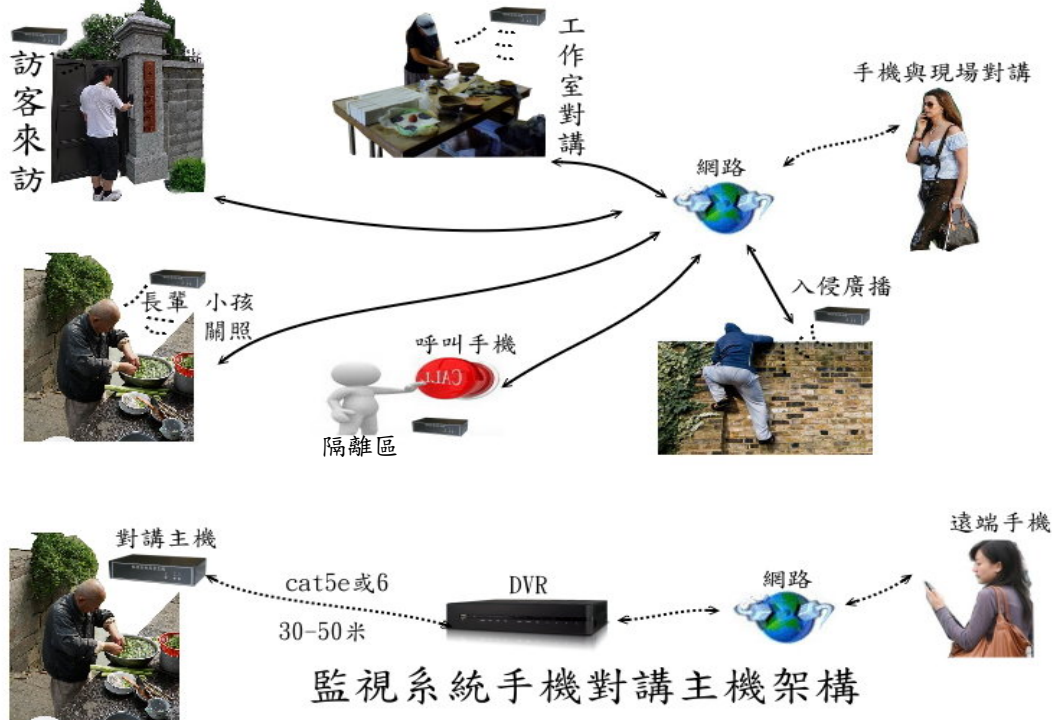 訪客來訪
工作室對講
手機與現場對講
網路
長輩 小孩
關照
入侵廣播
呼叫手機
CALL
隔離區
對講主機
cat5e或6
30-50米
DVR
網路
遠端手機
監視系統手機對講主機架構